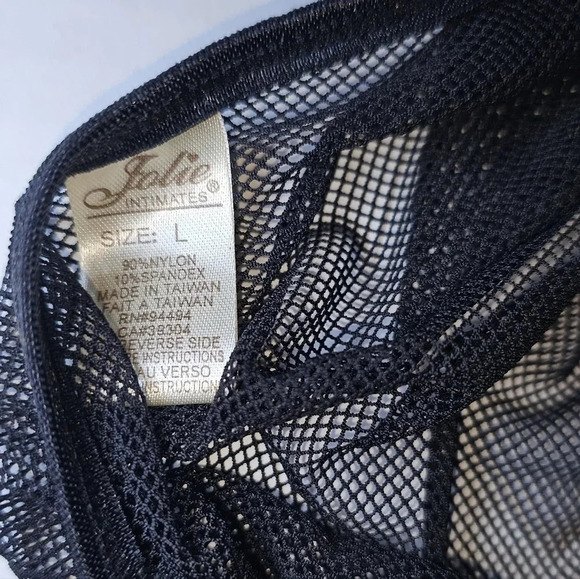 Jolie®
INTIMATES
SIZE: L
90%NYLON
10%SPANDEX
MADE IN TAIWAN
FAIT A TAIWAN
RN#94494
CA#39304
REVERSE SIDE
INSTRUCTIONS
AU VERSO
INSTRUCTION